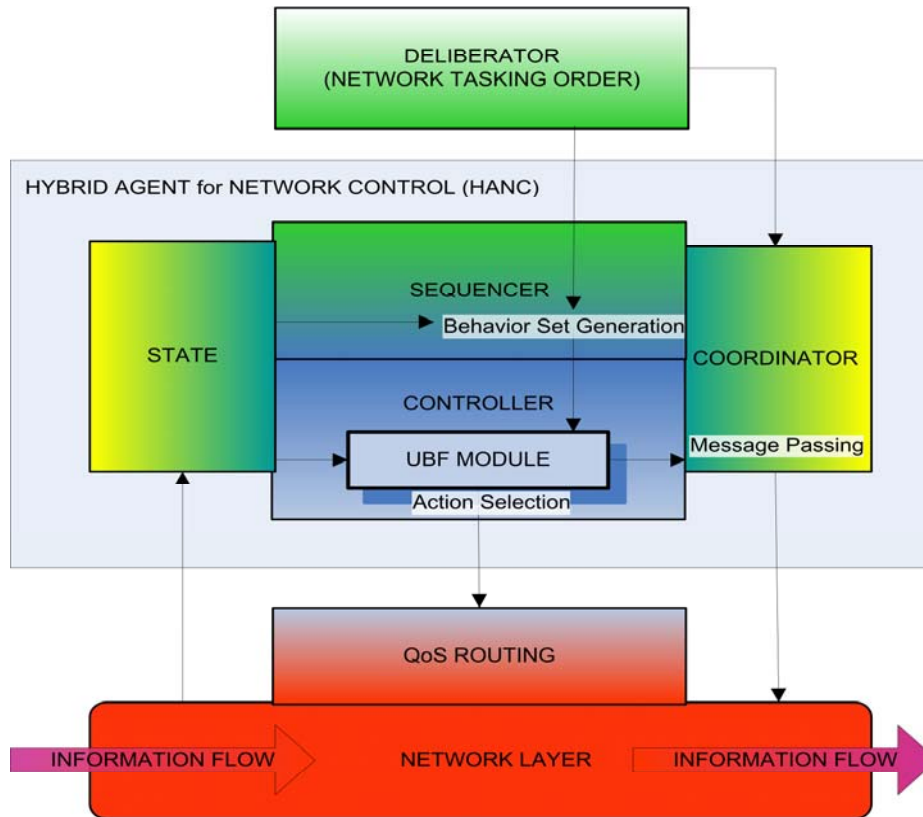 DELIBERATOR
(NETWORK TASKING ORDER)
HYBRID AGENT for NETWORK CONTROL (HANC)
SEQUENCER
Behavior Set Generation
STATE
COORDINATOR
CONTROLLER
Message Passing
UBF MODULE
Action Selection
QoS ROUTING
INFORMATION FLOW
NETWORK LAYER
INFORMATION FLOW